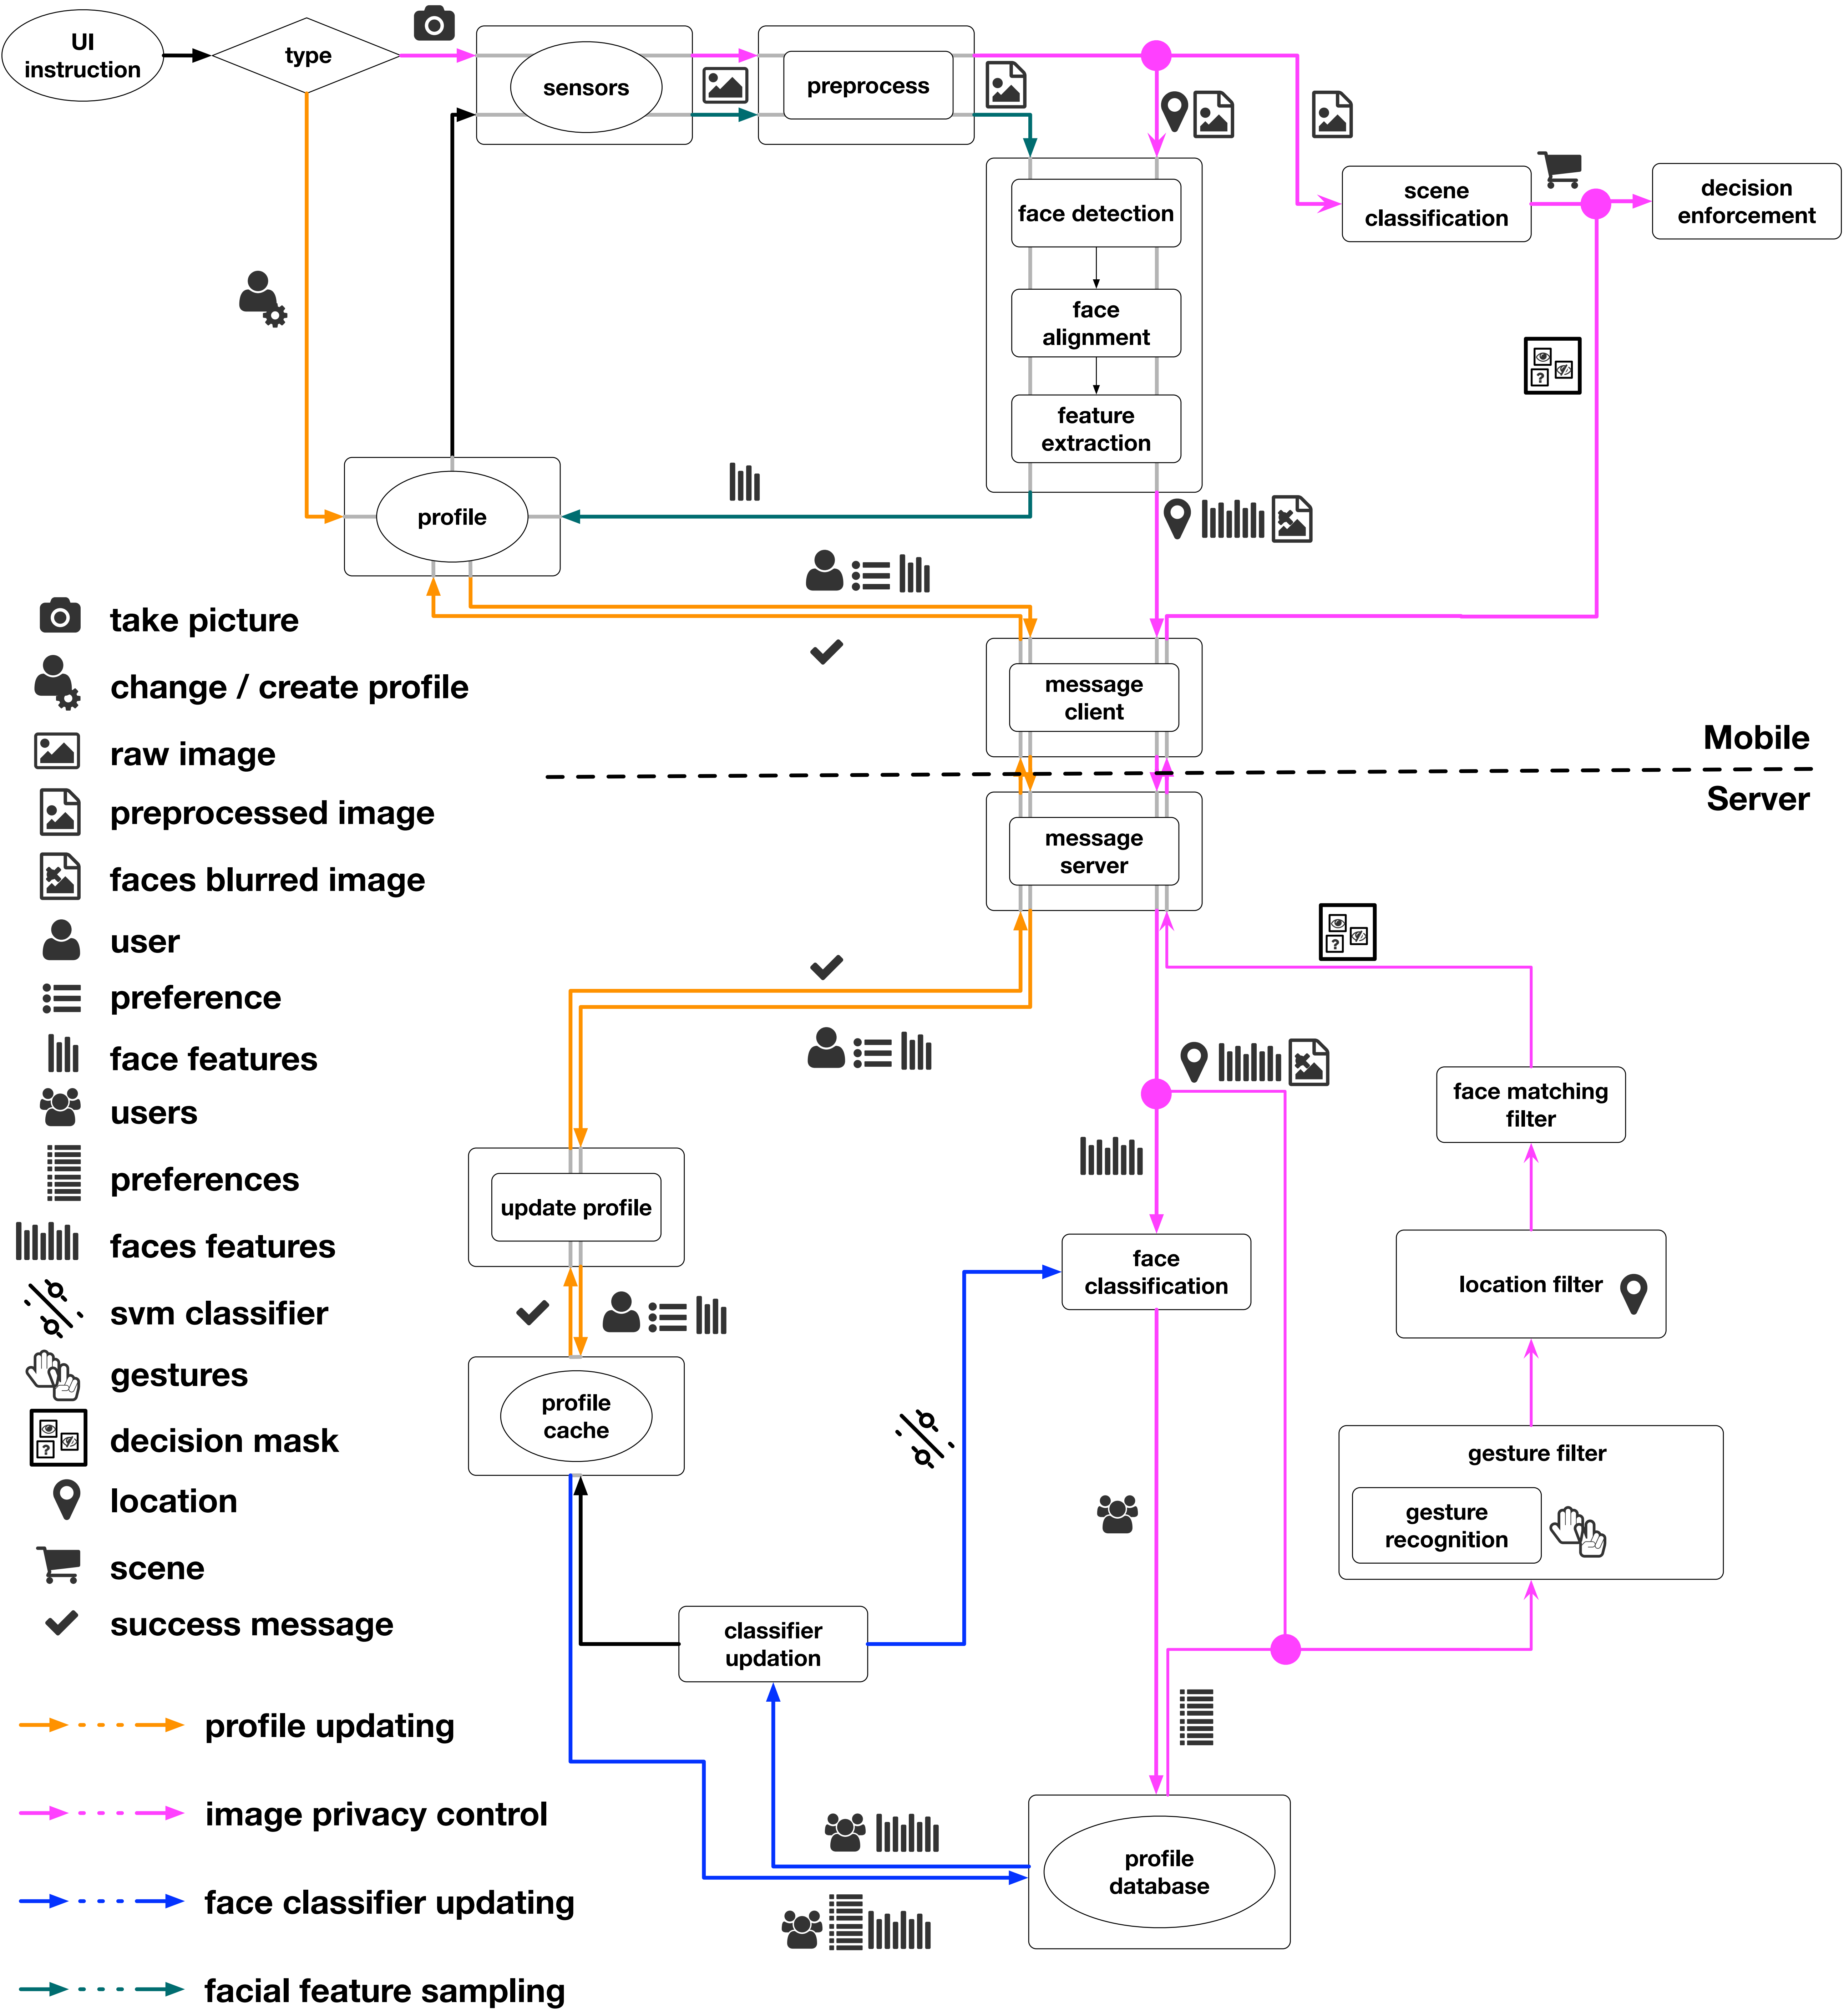 UI
instruction
type
sensors
preprocess
face detection
face
alignment
feature
extraction
scene
classification
decision
enforcement
profile
message
client
Mobile
Server
message
server
take picture
change / create profile
raw image
preprocessed image
faces blurred image
user
preference
face features
users
preferences
faces features
svm classifier
gestures
decision mask
location
scene
success message
update profile
profile
cache
face
classification
face matching
filter
location filter
gesture filter
gesture
recognition
classifier
updation
profile
database
profile updating
image privacy control
face classifier updating
facial feature sampling
?
?
?